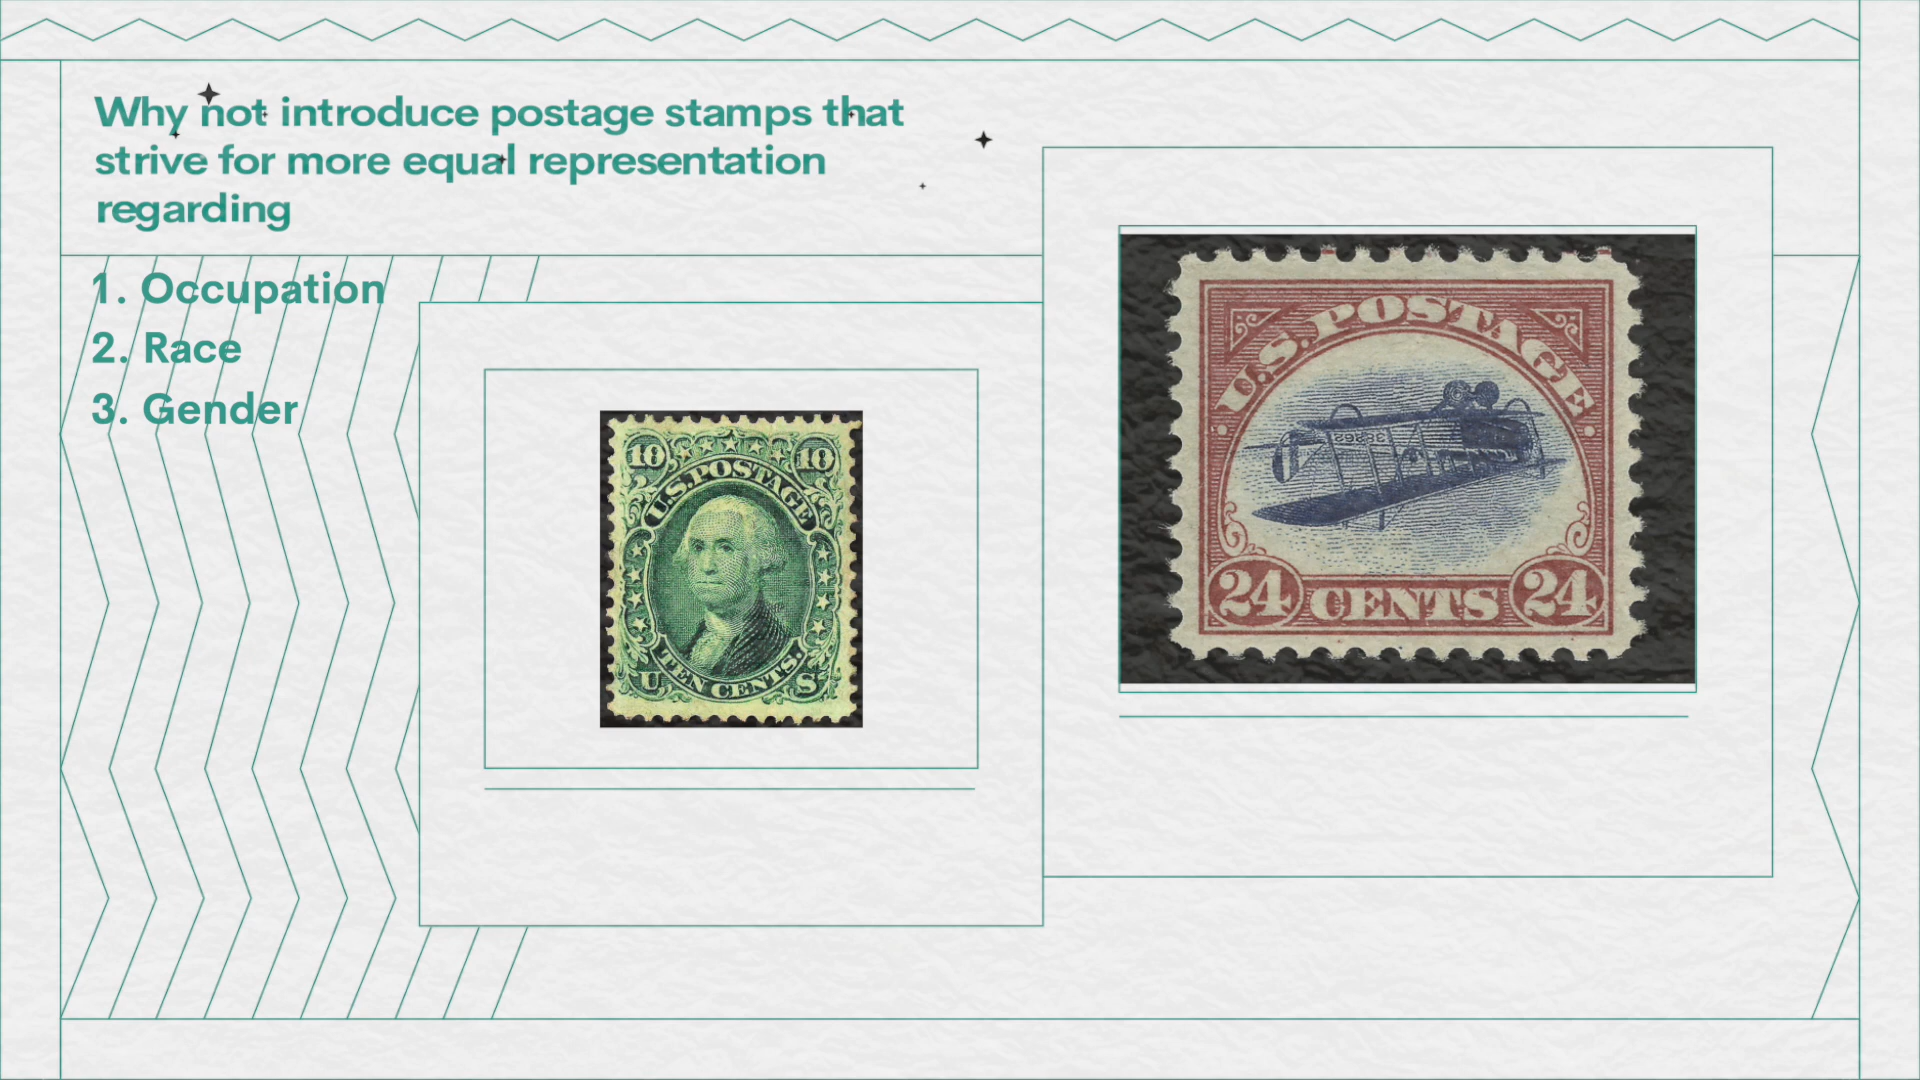 Why not introduce postage stamps that
strive for more equal representation
regarding
1. Occupation
2. Race
3. Gender
10 10
U.S. POSTAGE
TEN CENTS.
U S
U.S. POSTAGE
38262
24 CENTS 24